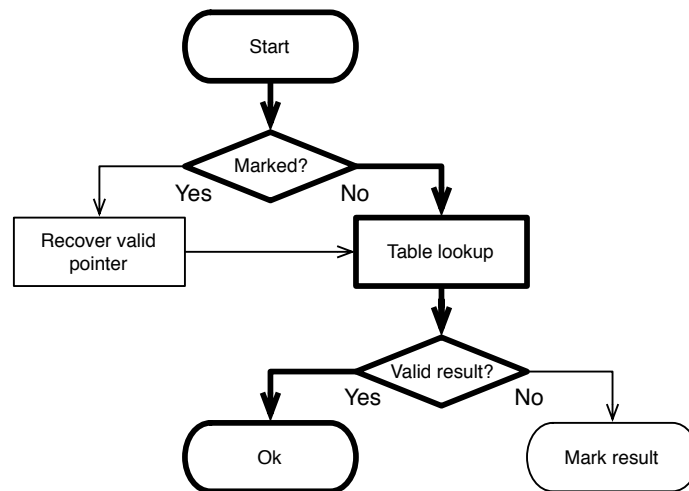 Start
Marked?
Yes
No
Recover valid
pointer
Table lookup
Valid result?
Yes
No
Ok
Mark result